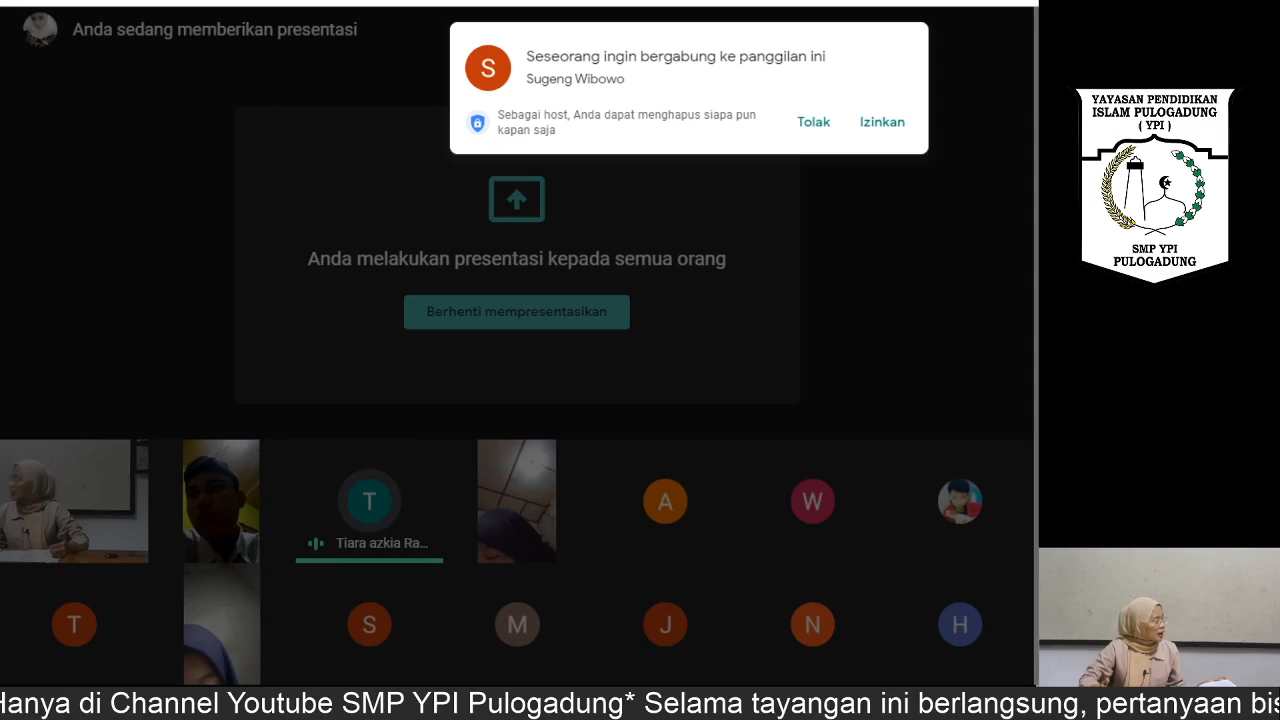 Anda sedang memberikan presentasi
S
Seseorang ingin bergabung ke panggilan ini
Sugeng Wibowo
Sebagai host, Anda dapat menghapus siapa pun
kapan saja
Tolak
Izinkan
Anda melakukan presentasi kepada semua orang
Berhenti mempresentasikan
YAYASAN PENDIDIKAN
ISLAM PULOGADUNG
( YPI )
SMP YPI
PULOGADUNG
T
Tiara azkia Ra...
A
W
T
S
M
J
N
H
Hanya di Channel Youtube SMP YPI Pulogadung* Selama tayangan ini berlangsung, pertanyaan bis